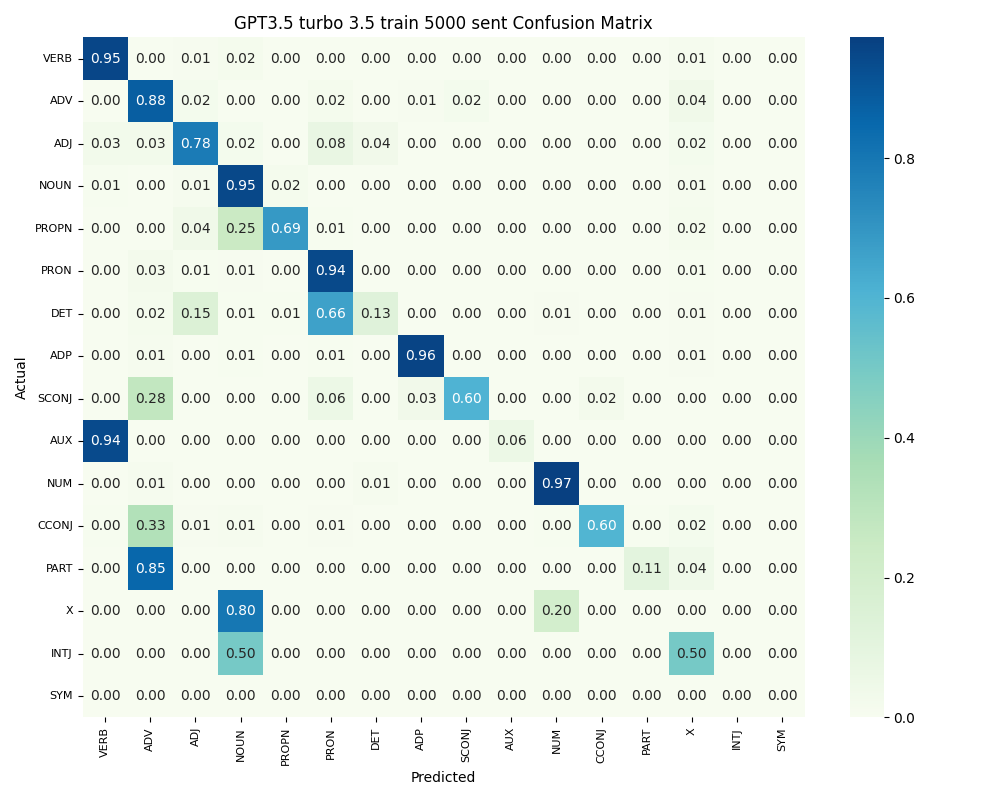 GPT3.5 turbo 3.5 train 5000 sent Confusion Matrix
VERB 0.95 0.00 0.01 0.02 0.00 0.00 0.00 0.00 0.00 0.00 0.00 0.00 0.00 0.01 0.00 0.00
ADV 0.00 0.88 0.02 0.00 0.00 0.02 0.00 0.01 0.02 0.00 0.00 0.00 0.00 0.04 0.00 0.00
ADJ 0.03 0.03 0.78 0.02 0.00 0.08 0.04 0.00 0.00 0.00 0.00 0.00 0.00 0.02 0.00 0.00
NOUN 0.01 0.00 0.01 0.95 0.02 0.00 0.00 0.00 0.00 0.00 0.00 0.00 0.00 0.01 0.00 0.00
PROPN 0.00 0.00 0.04 0.25 0.69 0.01 0.00 0.00 0.00 0.00 0.00 0.00 0.00 0.02 0.00 0.00
PRON 0.00 0.03 0.01 0.01 0.00 0.94 0.00 0.00 0.00 0.00 0.00 0.00 0.00 0.01 0.00 0.00
DET 0.00 0.02 0.15 0.01 0.01 0.66 0.13 0.00 0.00 0.00 0.01 0.00 0.00 0.01 0.00 0.00
ADP 0.00 0.01 0.00 0.01 0.00 0.01 0.00 0.96 0.00 0.00 0.00 0.00 0.00 0.01 0.00 0.00
SCONJ 0.00 0.28 0.00 0.00 0.00 0.06 0.00 0.03 0.60 0.00 0.00 0.02 0.00 0.00 0.00 0.00
AUX 0.94 0.00 0.00 0.00 0.00 0.00 0.00 0.00 0.00 0.06 0.00 0.00 0.00 0.00 0.00 0.00
NUM 0.00 0.01 0.00 0.00 0.00 0.00 0.01 0.00 0.00 0.00 0.97 0.00 0.00 0.00 0.00 0.00
CCONJ 0.00 0.33 0.01 0.01 0.00 0.01 0.00 0.00 0.00 0.00 0.00 0.60 0.00 0.02 0.00 0.00
PART 0.00 0.85 0.00 0.00 0.00 0.00 0.00 0.00 0.00 0.00 0.00 0.00 0.11 0.04 0.00 0.00
X 0.00 0.00 0.00 0.80 0.00 0.00 0.00 0.00 0.00 0.00 0.20 0.00 0.00 0.00 0.00 0.00
INTJ 0.00 0.00 0.00 0.50 0.00 0.00 0.00 0.00 0.00 0.00 0.00 0.00 0.00 0.50 0.00 0.00
SYM 0.00 0.00 0.00 0.00 0.00 0.00 0.00 0.00 0.00 0.00 0.00 0.00 0.00 0.00 0.00 0.00
VERB ADV ADJ NOUN PROPN PRON DET ADP SCONJ AUX NUM CCONJ PART X INTJ SYM
Predicted
Actual
0.8
0.6
0.4
0.2
0.0